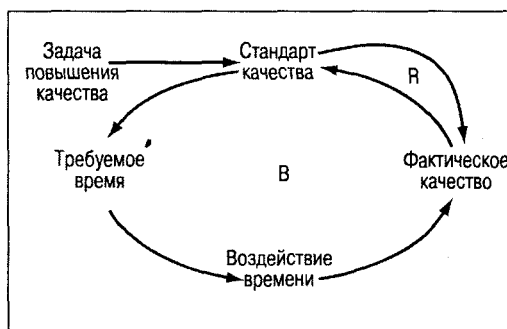 Задача
повышения
качества
Стандарт
качества
R
Требуемое
время
B
Фактическое
качество
Воздействие
времени